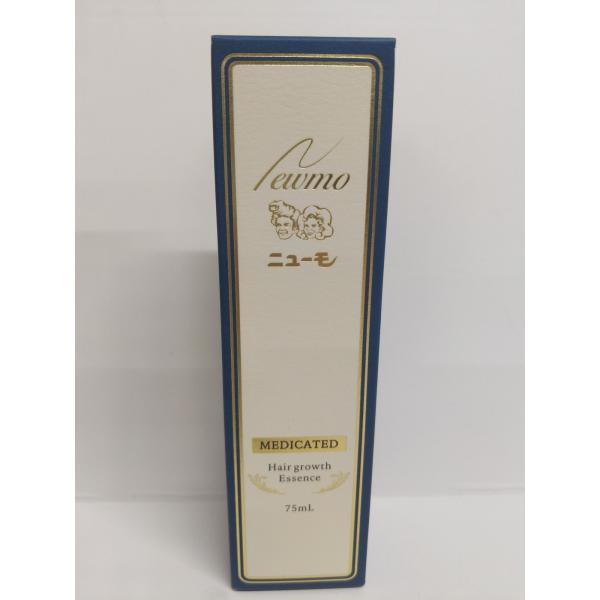 Newmo
ニューモ
MEDICATED
Hair growth
Essence
75mL